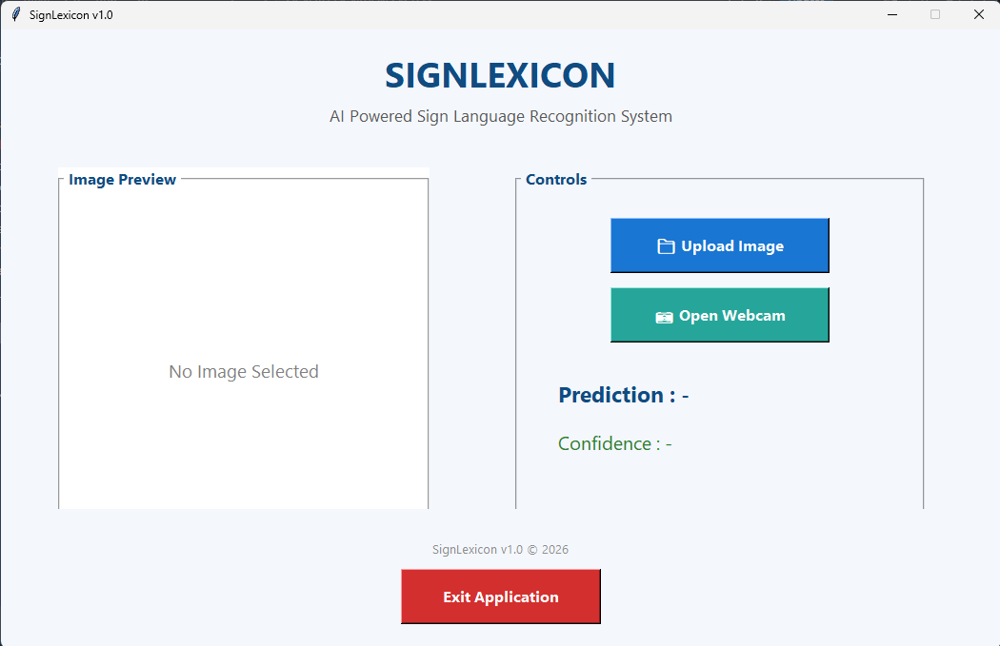 SignLexicon v1.0
SIGNLEXICON
AI Powered Sign Language Recognition System
Image Preview
No Image Selected
Controls
Upload Image
Open Webcam
Prediction : -
Confidence : -
SignLexicon v1.0 © 2026
Exit Application